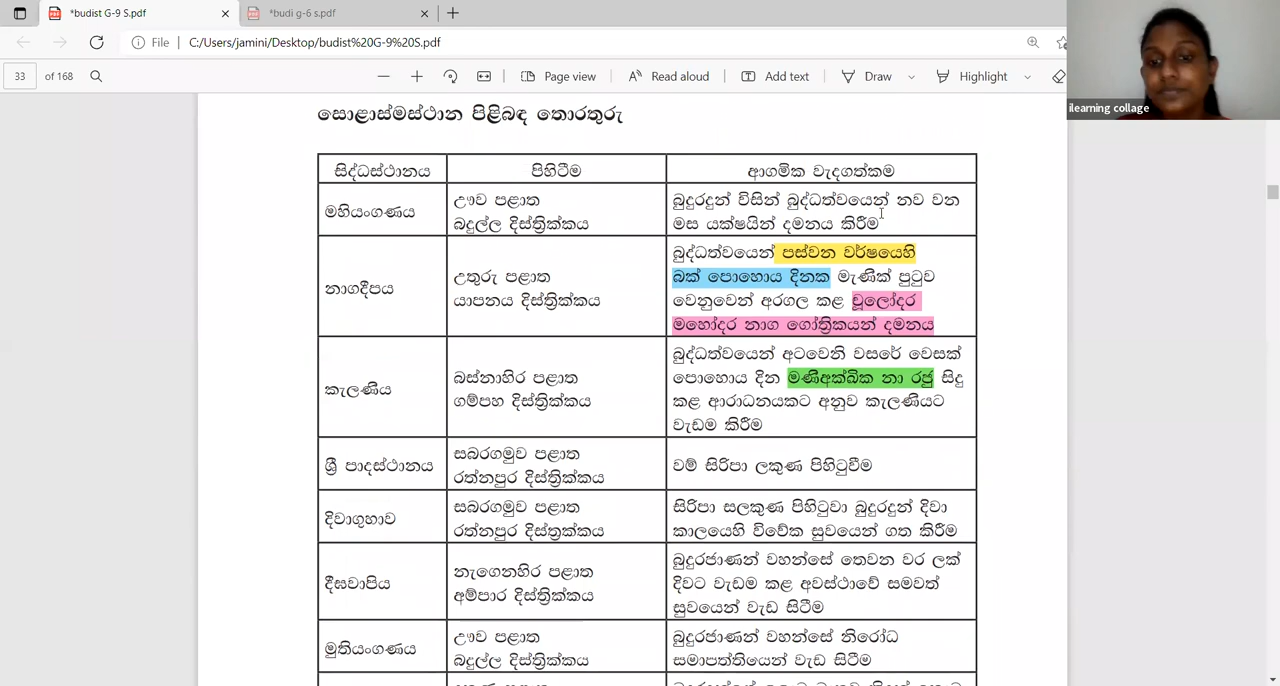 *budist G-9 S.pdf
*budi g-6 s.pdf
File
C:/Users/jamini/Desktop/budist%20G-9%20S.pdf
33 of 168
Page view
Read aloud
Add text
Draw
Highlight
ilearning collage
සොළොස්මස්ථාන පිළිබඳ තොරතුරු
සිද්ධස්ථානය පිහිටීම ආගමික වැදගත්කම
මහියංගණය
ඌව පළාත
බදුල්ල දිස්ත්‍රික්කය
බුදුරදුන් විසින් බුද්ධත්වයෙන් නව වන
මස යක්ෂයින් දමනය කිරීම
නාගදීපය
උතුරු පළාත
යාපනය දිස්ත්‍රික්කය
බුද්ධත්වයෙන් පස්වන වර්ෂයෙහි
බක් පොහොය දිනක මැණික් පුටුව
වෙනුවෙන් අරගල කළ චූලෝදර
මහෝදර නාග ගෝත්‍රිකයන් දමනය
කැලණිය
බස්නාහිර පළාත
ගම්පහ දිස්ත්‍රික්කය
බුද්ධත්වයෙන් අටවෙනි වසරේ වෙසක්
පොහොය දින මණිඅක්ඛික නා රජු සිදු
කළ ආරාධනයකට අනුව කැලණියට
වැඩම කිරීම
ශ්‍රී පාදස්ථානය
සබරගමුව පළාත
රත්නපුර දිස්ත්‍රික්කය
වම් සිරිපා ලකුණ පිහිටුවීම
දිවාගුහාව
සබරගමුව පළාත
රත්නපුර දිස්ත්‍රක්කය
සිරිපා සලකුණ පිහිටුවා බුදුරදුන් දිවා
කාලයෙහි විවේක සුවයෙන් ගත කිරීම
දීඝවාපිය
නැගෙනහිර පළාත
අම්පාර දිස්ත්‍රික්කය
බුදුරජාණන් වහන්සේ තෙවන වර ලක්
දිවට වැඩම කළ අවස්ථාවේ සමවත්
සුවයෙන් වැඩ සිටීම
මුතියංගණය
ඌව පළාත
බදුල්ල දිස්ත්‍රික්කය
බුදුරජාණන් වහන්සේ නිරෝධ
සමාපත්තියෙන් වැඩ සිටීම